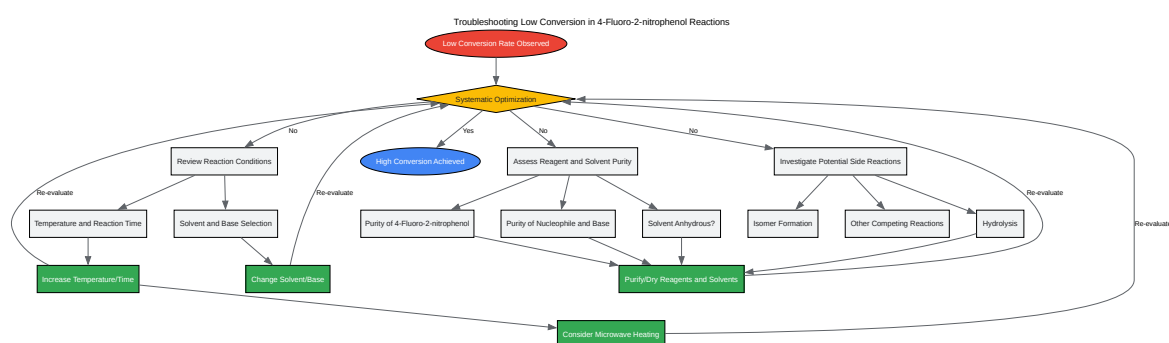 Troubleshooting Low Conversion in 4-Fluoro-2-nitrophenol Reactions
Low Conversion Rate Observed
Systematic Optimization
No
Yes
No
No
Review Reaction Conditions
High Conversion Achieved
Assess Reagent and Solvent Purity
Investigate Potential Side Reactions
Re-evaluate
Re-evaluate
Re-evaluate
Re-evaluate
Temperature and Reaction Time
Solvent and Base Selection
Purity of 4-Fluoro-2-nitrophenol
Purity of Nucleophile and Base
Solvent Anhydrous?
Isomer Formation
Other Competing Reactions
Hydrolysis
Increase Temperature/Time
Change Solvent/Base
Purify/Dry Reagents and Solvents
Consider Microwave Heating